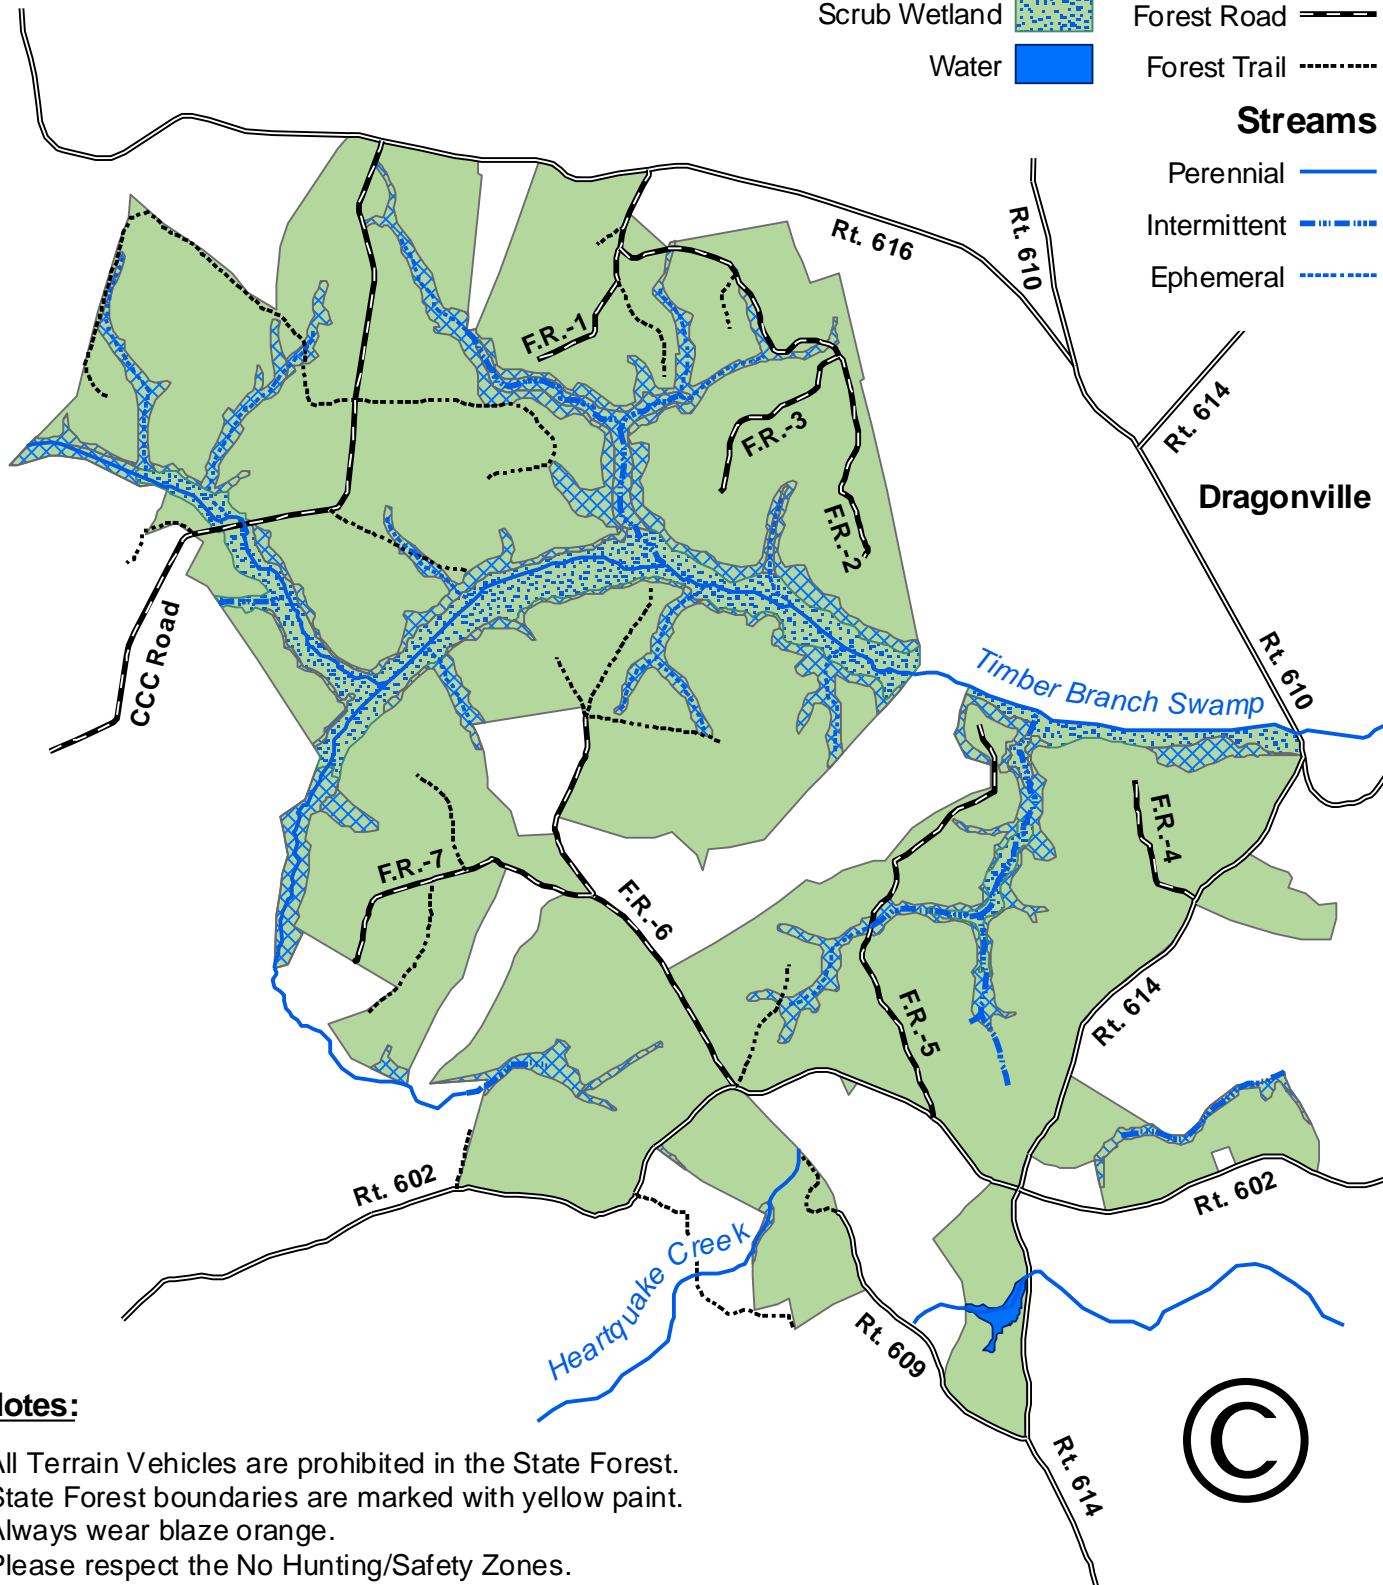 Scrub Wetland
Forest Road
Water
Forest Trail
Streams
Perennial
Intermittent
Ephemeral
Rt. 616
Rt. 610
Rt. 614
Dragonville
F.R.-1
F.R.-3
F.R.-2
CCC Road
Rt. 610
Timber Branch Swamp
F.R.-4
F.R.-7
F.R.-6
F.R.-5
Rt. 614
Rt. 602
Rt. 602
Heartquake Creek
Rt. 609
Rt. 614
©
lotes:
All Terrain Vehicles are prohibited in the State Forest.
State Forest boundaries are marked with yellow paint.
Always wear blaze orange.
Please respect the No Hunting/Safety Zones.